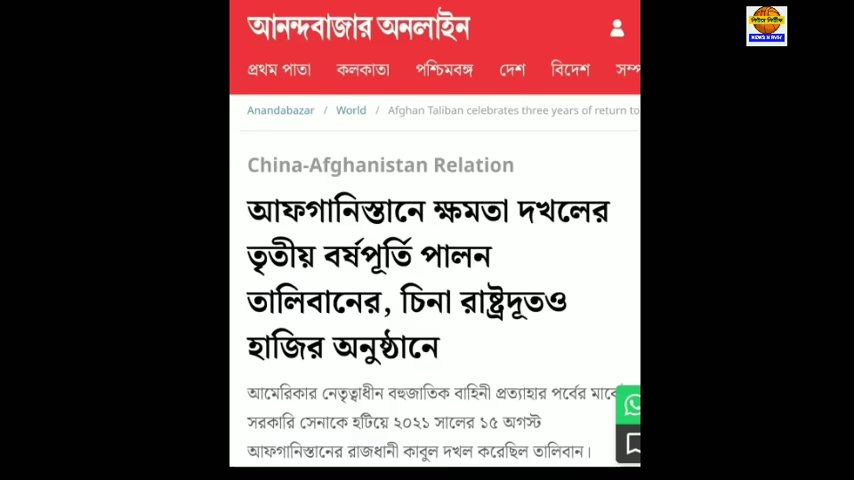 আনন্দবাজার অনলাইন
প্রথম পাতা কলকাতা পশ্চিমবঙ্গ দেশ বিদেশ সম্প
Anandabazar / World / Afghan Taliban celebrates three years of return to
China-Afghanistan Relation
আফগানিস্তানে ক্ষমতা দখলের
তৃতীয় বর্ষপূর্তি পালন
তালিবানের, চিনা রাষ্ট্রদূতও
হাজির অনুষ্ঠানে
আমেরিকার নেতৃত্বাধীন বহুজাতিক বাহিনী প্রত্যাহার পর্বের
সরকারি সেনাকে হটিয়ে ২০২১ সালের ১৫ অগস্ট
আফগানিস্তানের রাজধানী কাবুল দখল করেছিল তালিবান।